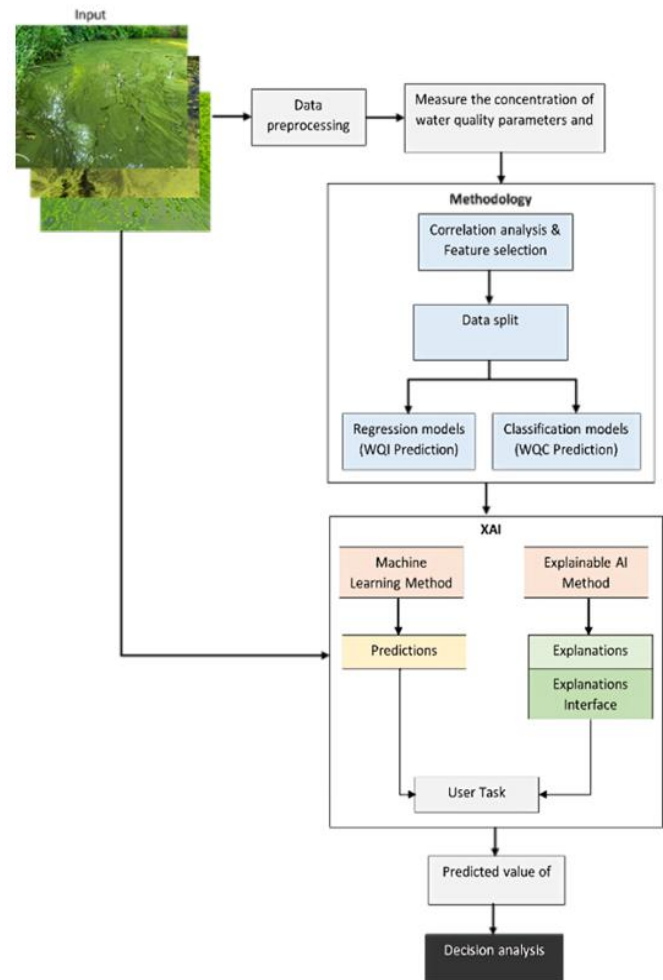 Input
Data
preprocessing
Measure the concentration of
water quality parameters and
Methodology
Correlation analysis &
Feature selection
Data split
Regression models
(WQI Prediction)
Classification models
(WQC Prediction)
XAI
Machine
Learning Method
Explainable AI
Method
Predictions
Explanations
Explanations
Interface
User Task
Predicted value of
Decision analysis